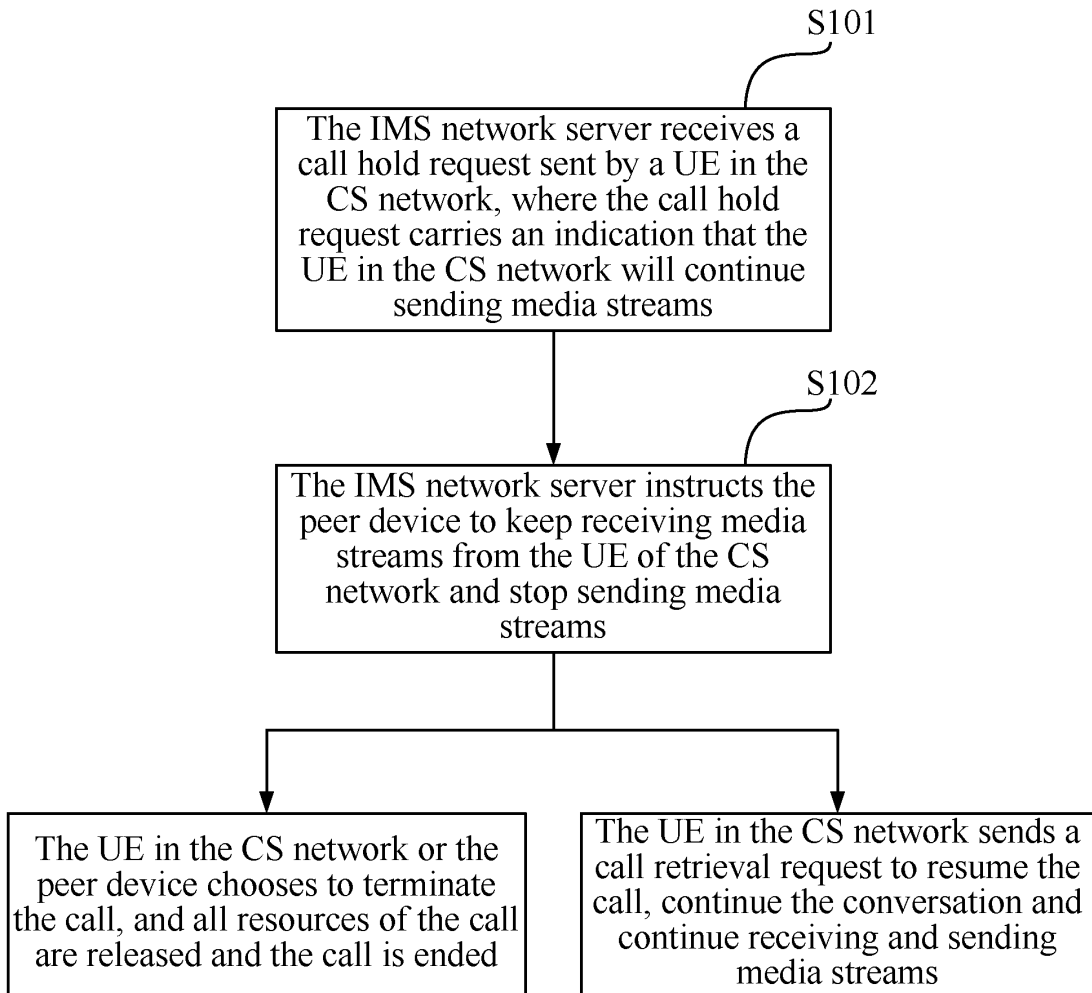 S101
The IMS network server receives a
call hold request sent by a UE in the
CS network, where the call hold
request carries an indication that the
UE in the CS network will continue
sending media streams
S102
The IMS network server instructs the
peer device to keep receiving media
streams from the UE of the CS
network and stop sending media
streams
The UE in the CS network or the
peer device chooses to terminate
the call, and all resources of the call
are released and the call is ended
The UE in the CS network sends a
call retrieval request to resume the
call, continue the conversation and
continue receiving and sending
media streams